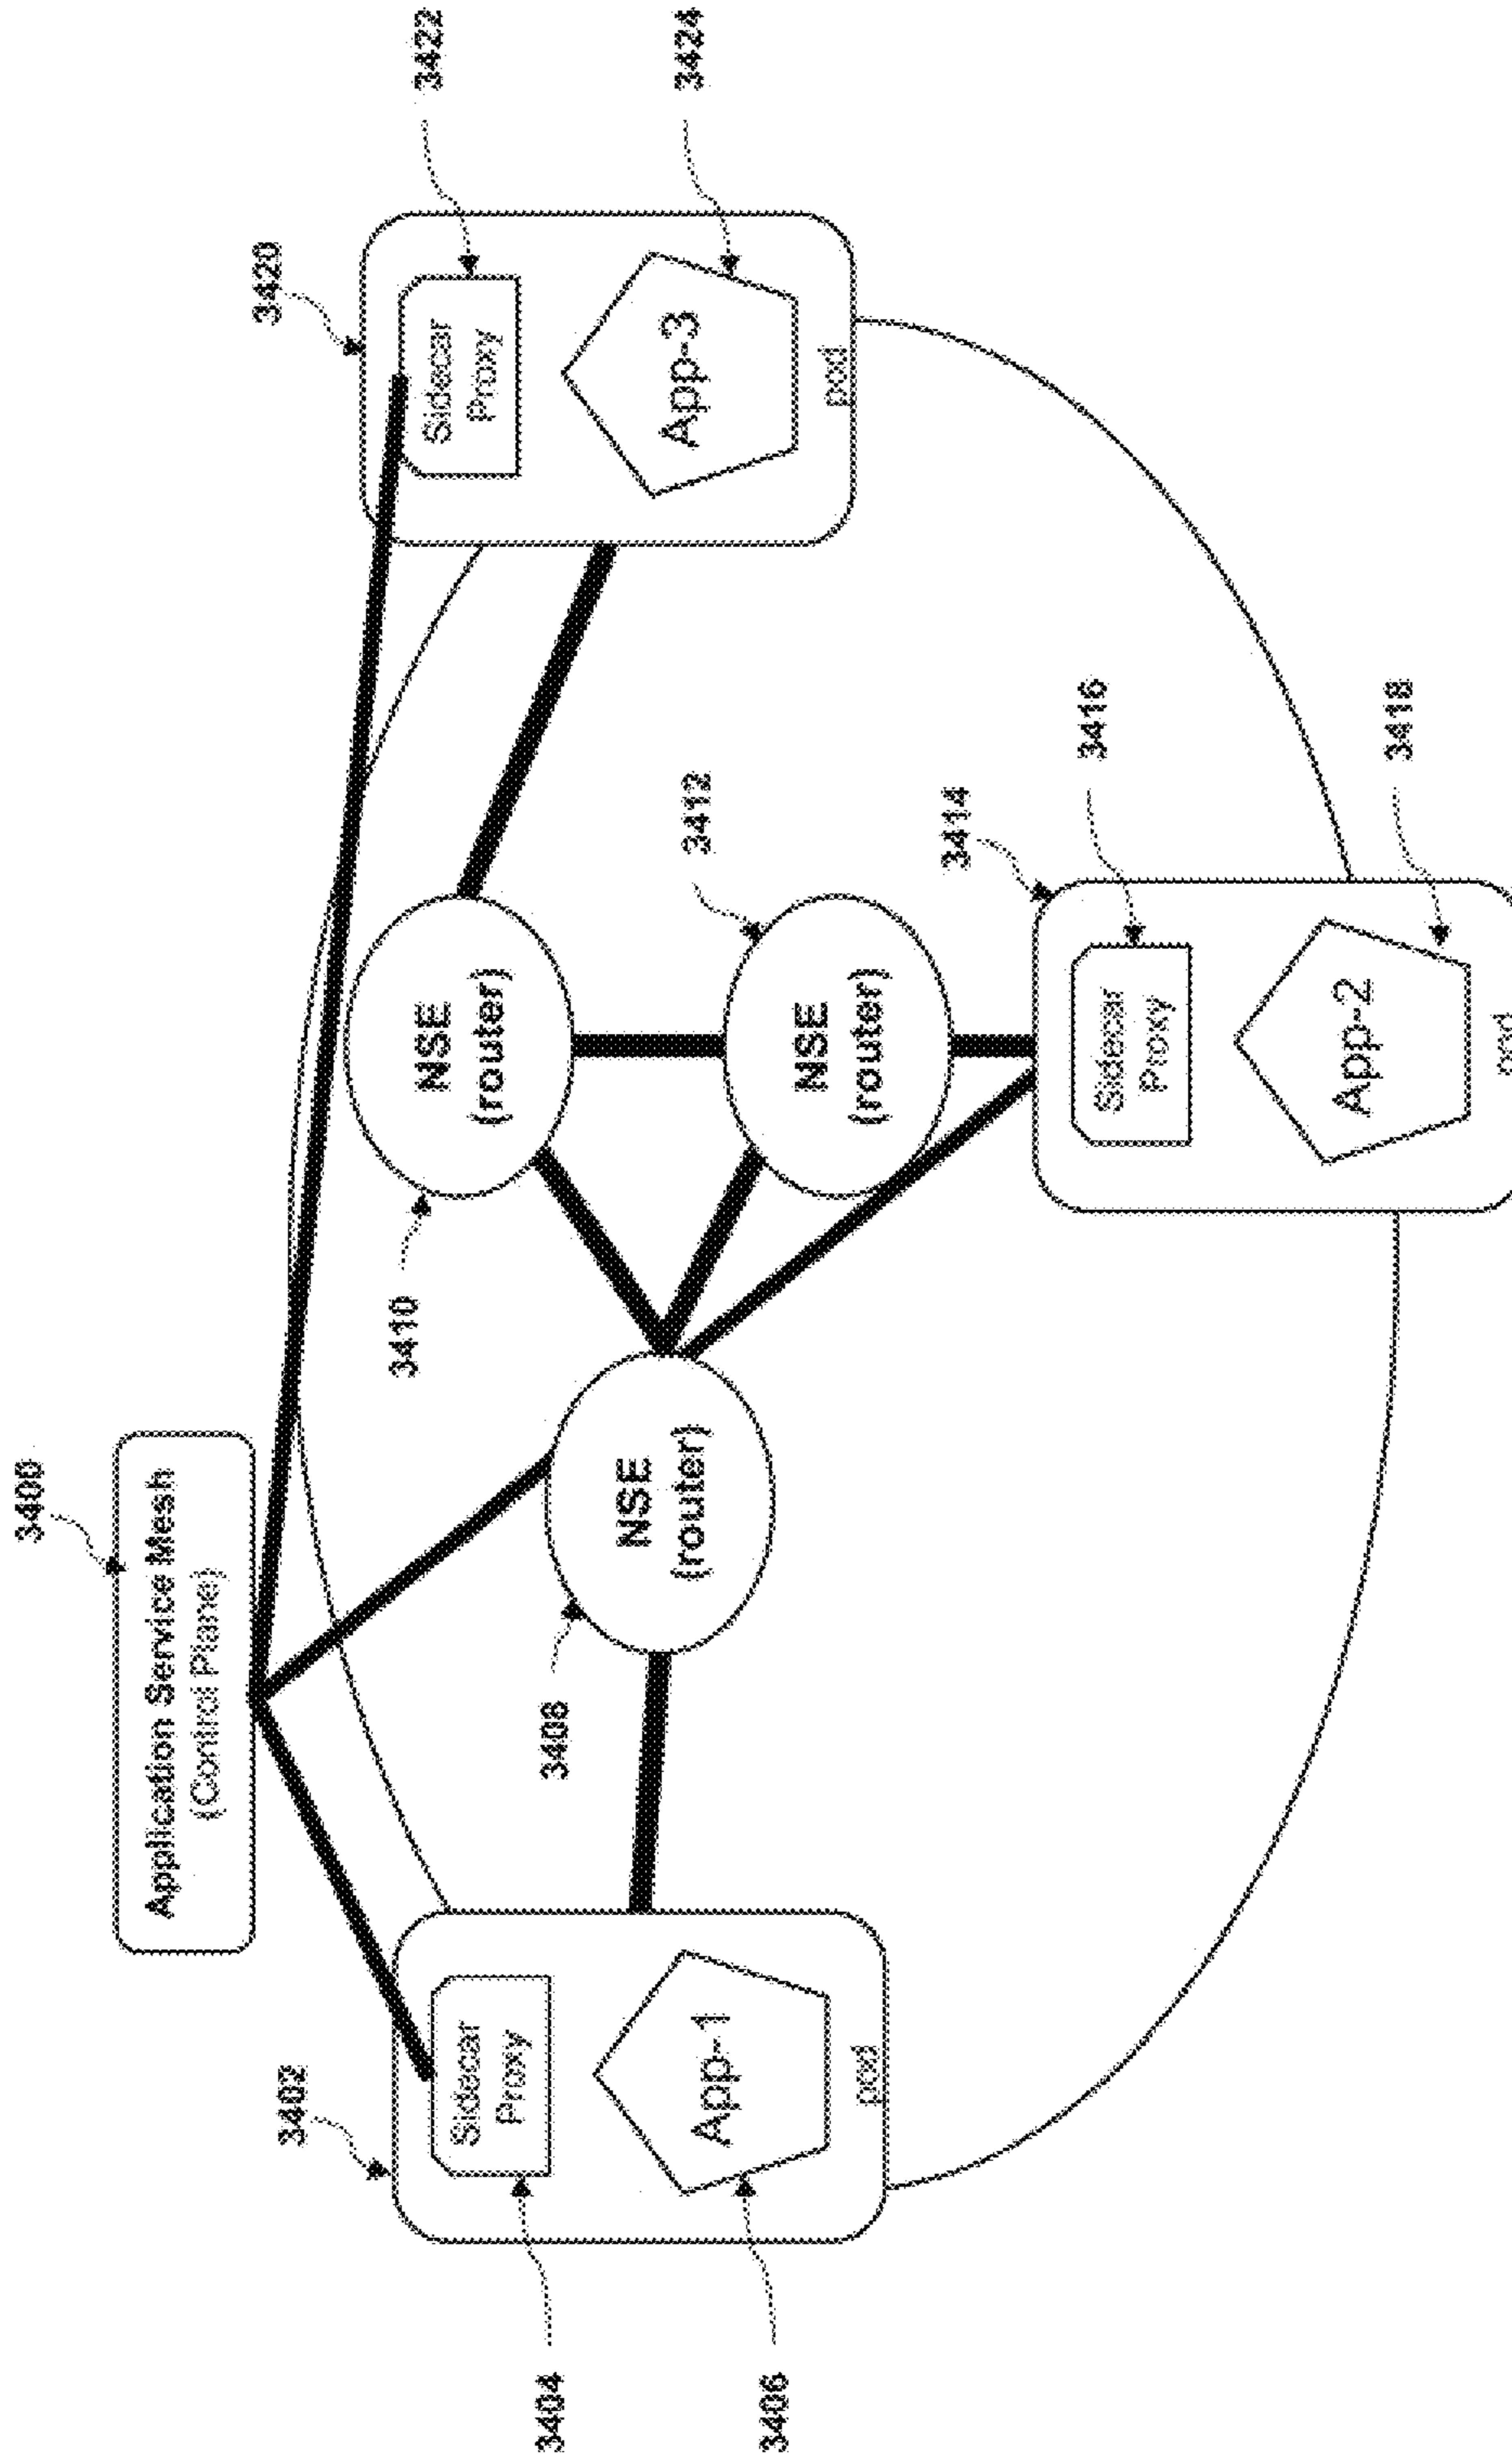 3400
Application Service Mesh
(Control Plane)
3402
Sidecar
Proxy
App-1
pod
3404
3406
3408
NSE
(router)
3410
NSE
(router)
3412
NSE
(router)
3414
Sidecar
Proxy
App-2
pod
3416
3418
3420
Sidecar
Proxy
App-3
pod
3422
3424